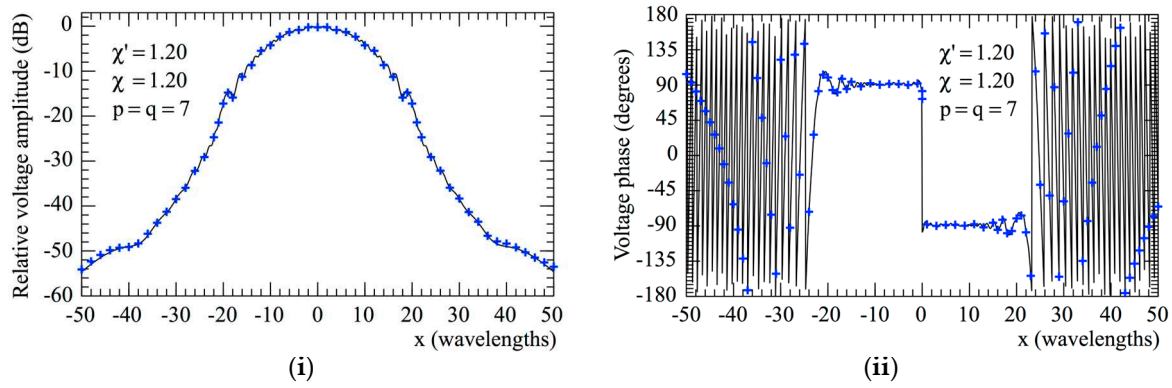 Relative voltage amplitude (dB)
0
-10
-20
-30
-40
-50
-60
χ' = 1.20
χ = 1.20
p = q = 7
-50 -40 -30 -20 -10 0 10 20 30 40 50
x (wavelengths)
(i)
Voltage phase (degrees)
180
135
90
45
0
-45
-90
-135
-180
χ' = 1.20
χ = 1.20
p = q = 7
-50 -40 -30 -20 -10 0 10 20 30 40 50
x (wavelengths)
(ii)